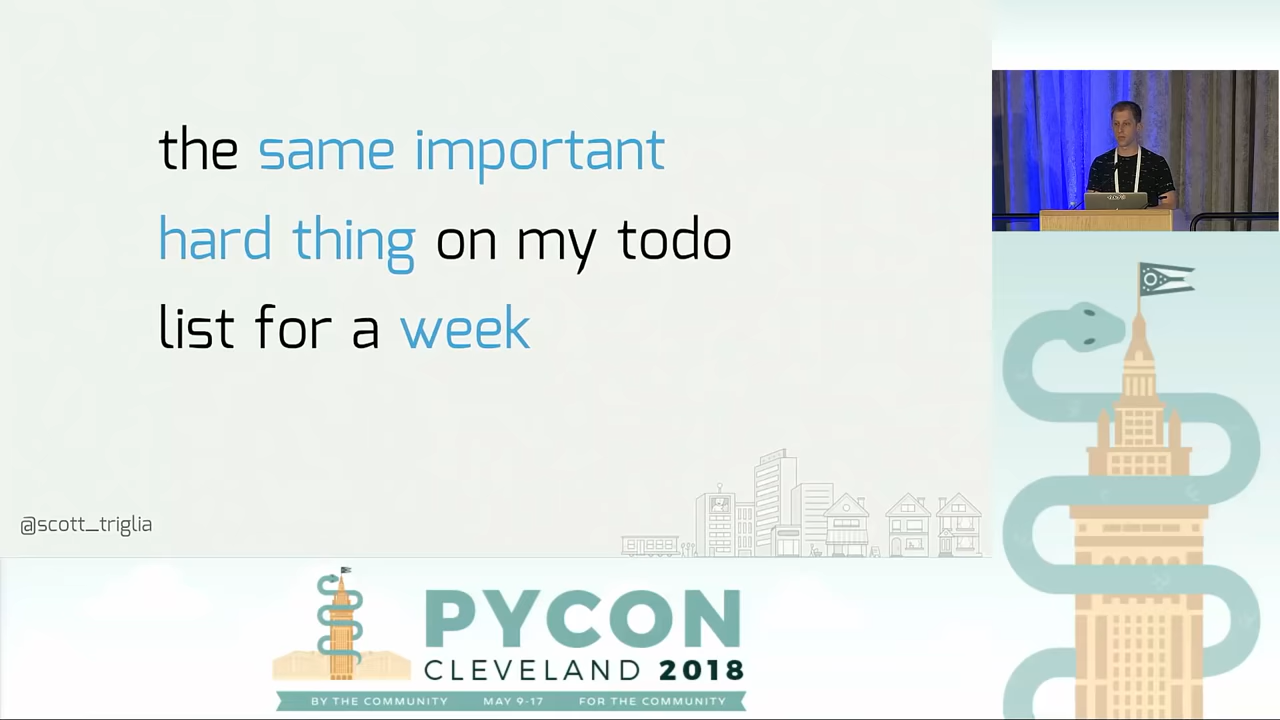 the same important
hard thing on my todo
list for a week
@scott_triglia
PYCON
CLEVELAND 2018
BY THE COMMUNITY MAY 9-17 FOR THE COMMUNITY